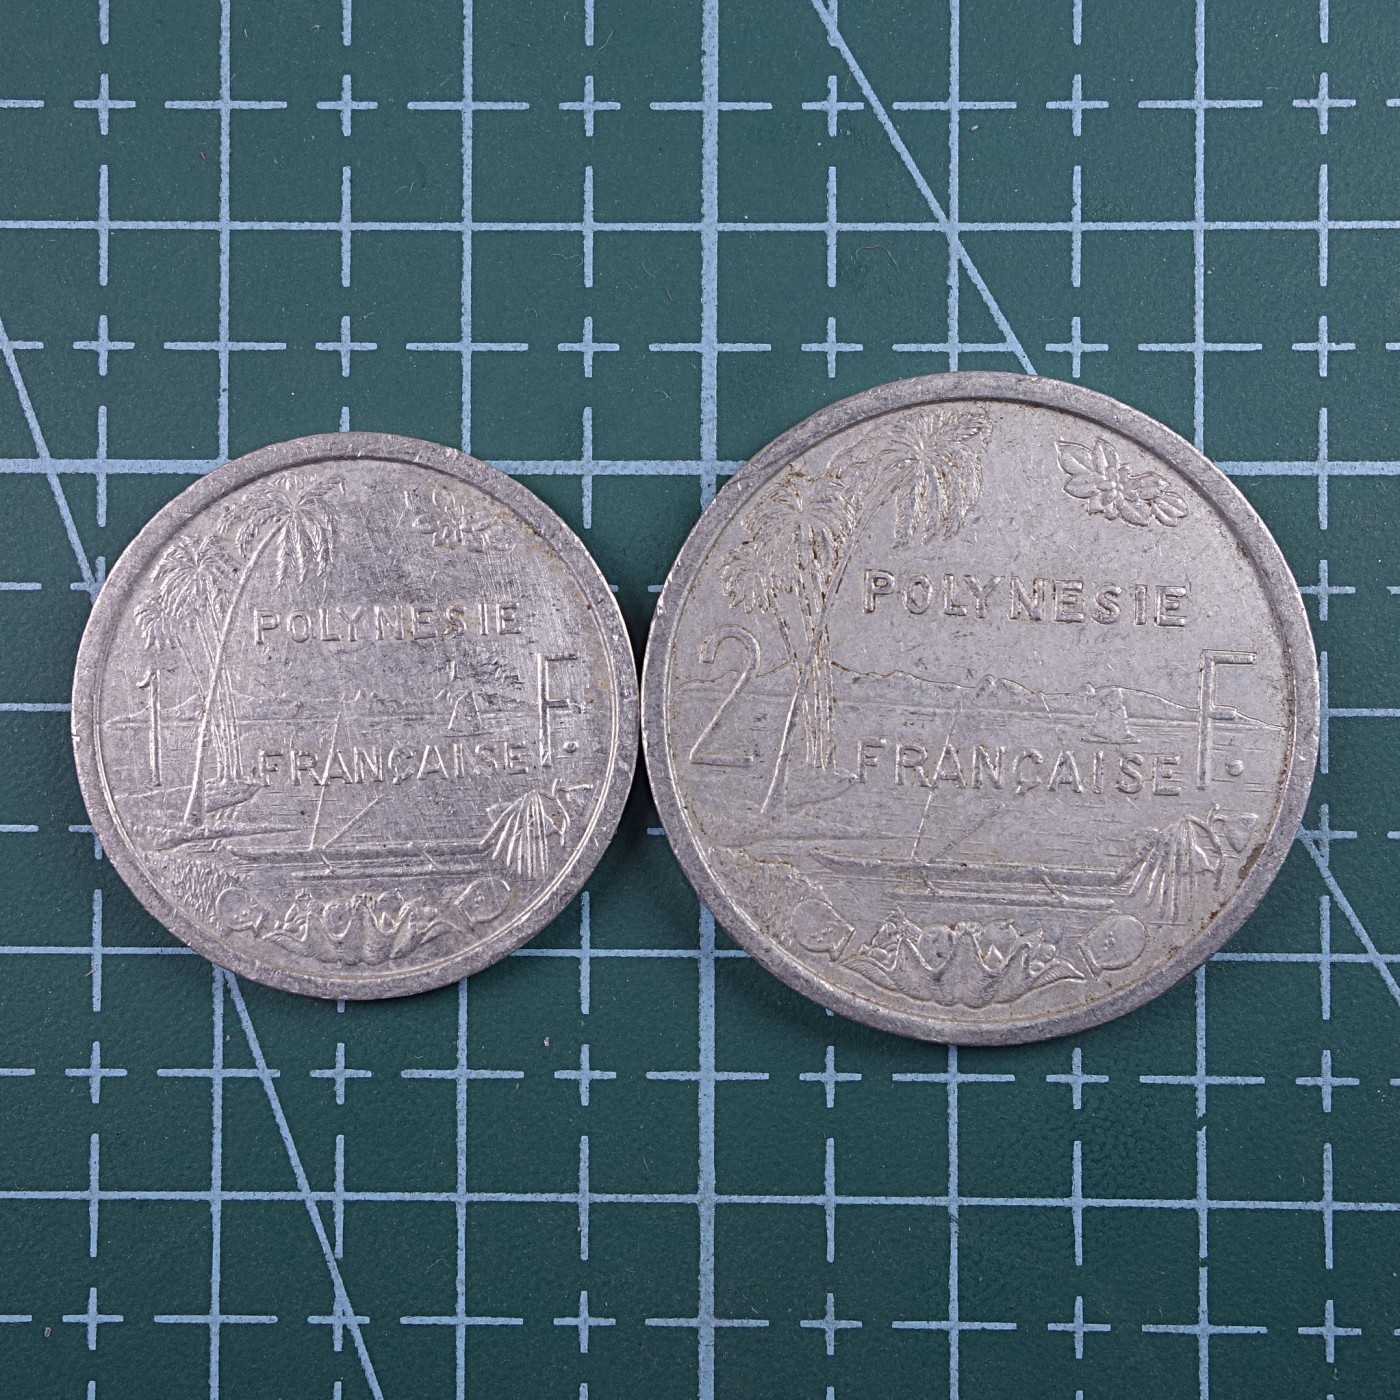 POLYNESIE
1 F.
FRANÇAISE
POLYNESIE
2 F.
FRANÇAISE